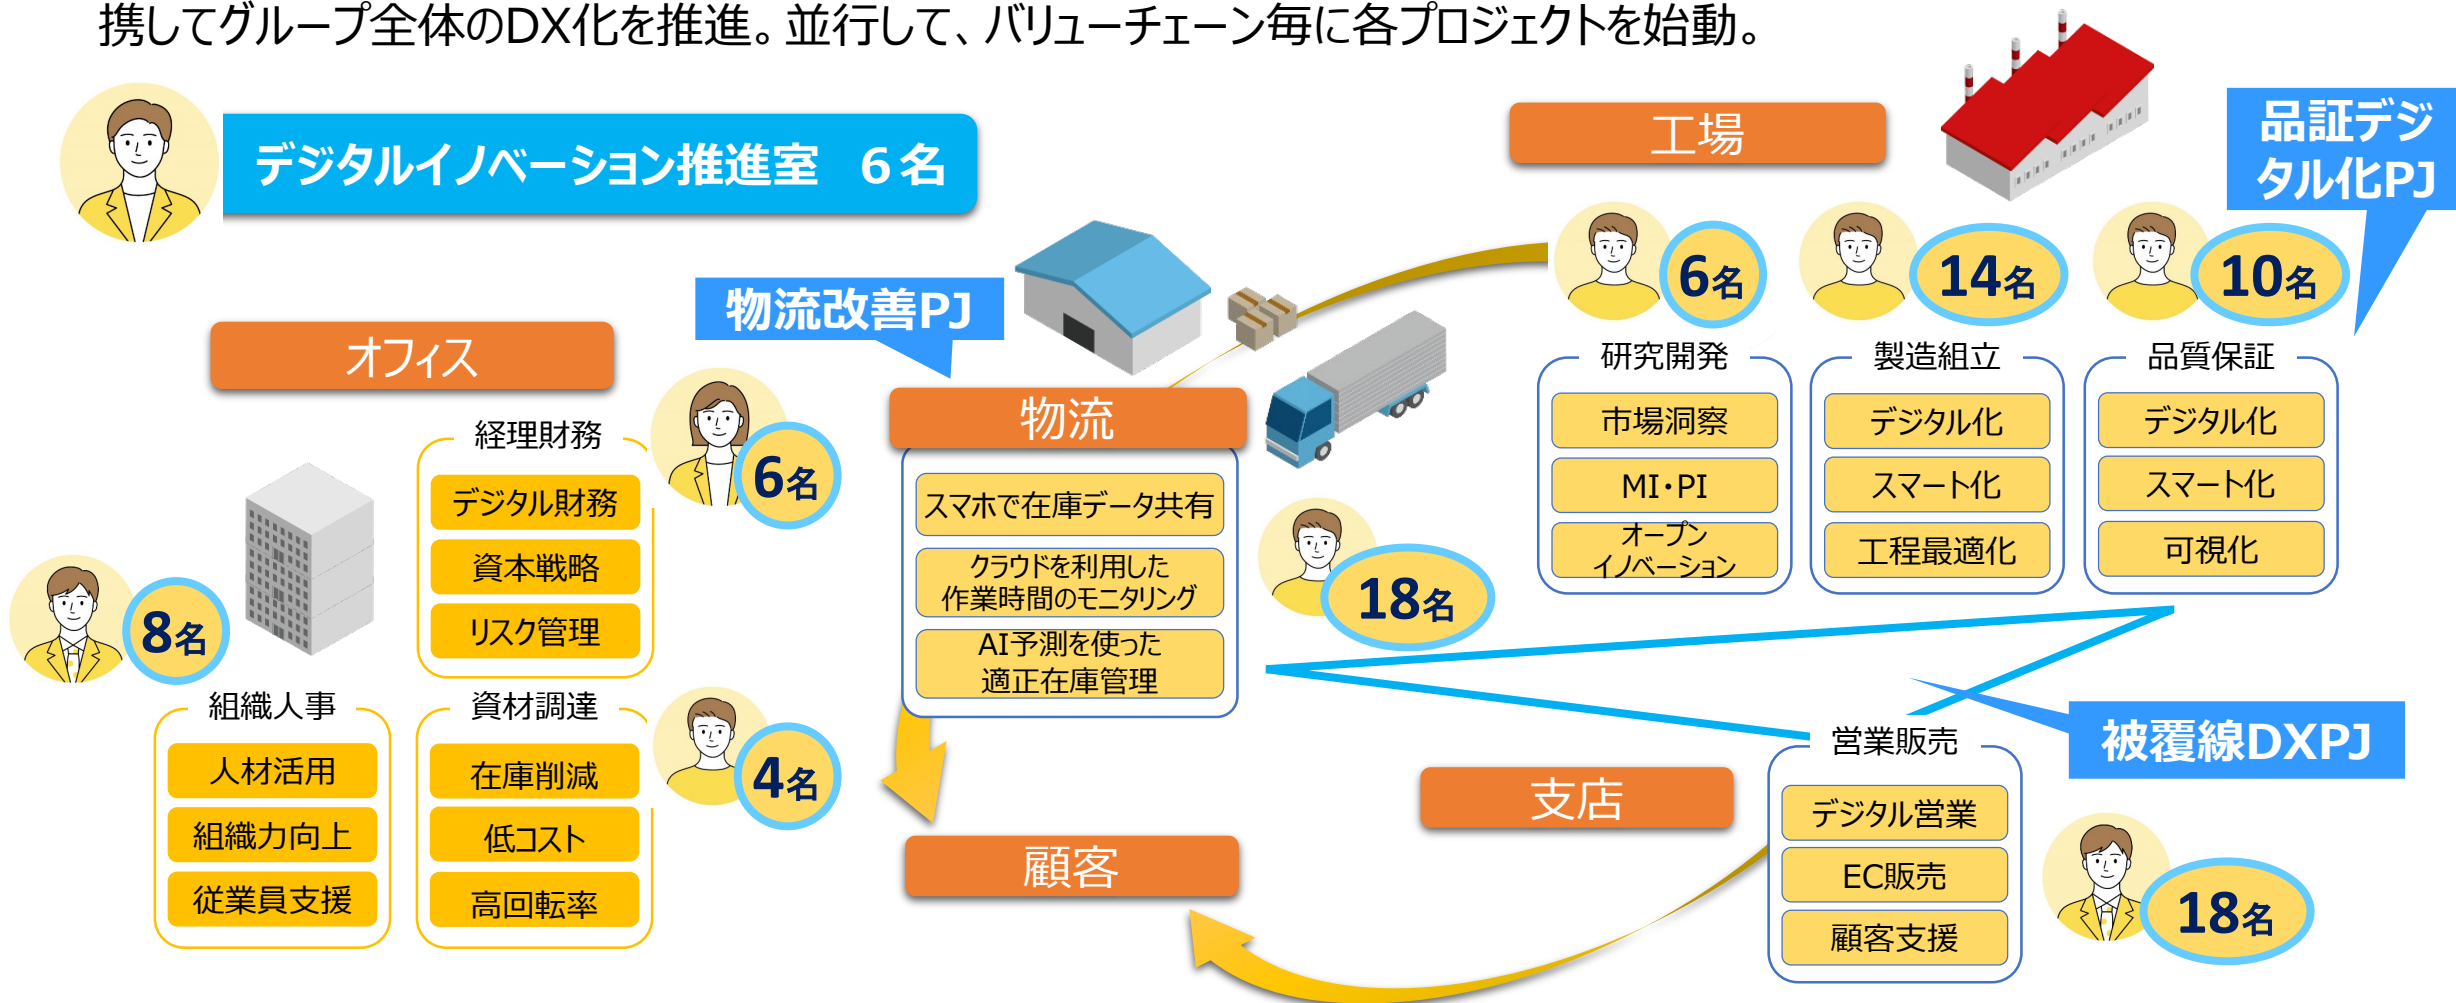 携してグループ全体のDX化を推進。並行して、バリューチェーン毎に各プロジェクトを始動。
デジタルイノベーション推進室　6名
工場
品証デジ
タル化PJ
6名
14名
10名
研究開発
市場洞察
MI・PI
オープン
イノベーション
製造組立
デジタル化
スマート化
工程最適化
品質保証
デジタル化
スマート化
可視化
物流改善PJ
物流
スマホで在庫データ共有
クラウドを利用した
作業時間のモニタリング
AI予測を使った
適正在庫管理
18名
オフィス
経理財務
デジタル財務
資本戦略
リスク管理
6名
8名
組織人事
人材活用
組織力向上
従業員支援
資材調達
在庫削減
低コスト
高回転率
4名
顧客
支店
営業販売
デジタル営業
EC販売
顧客支援
被覆線DXPJ
18名